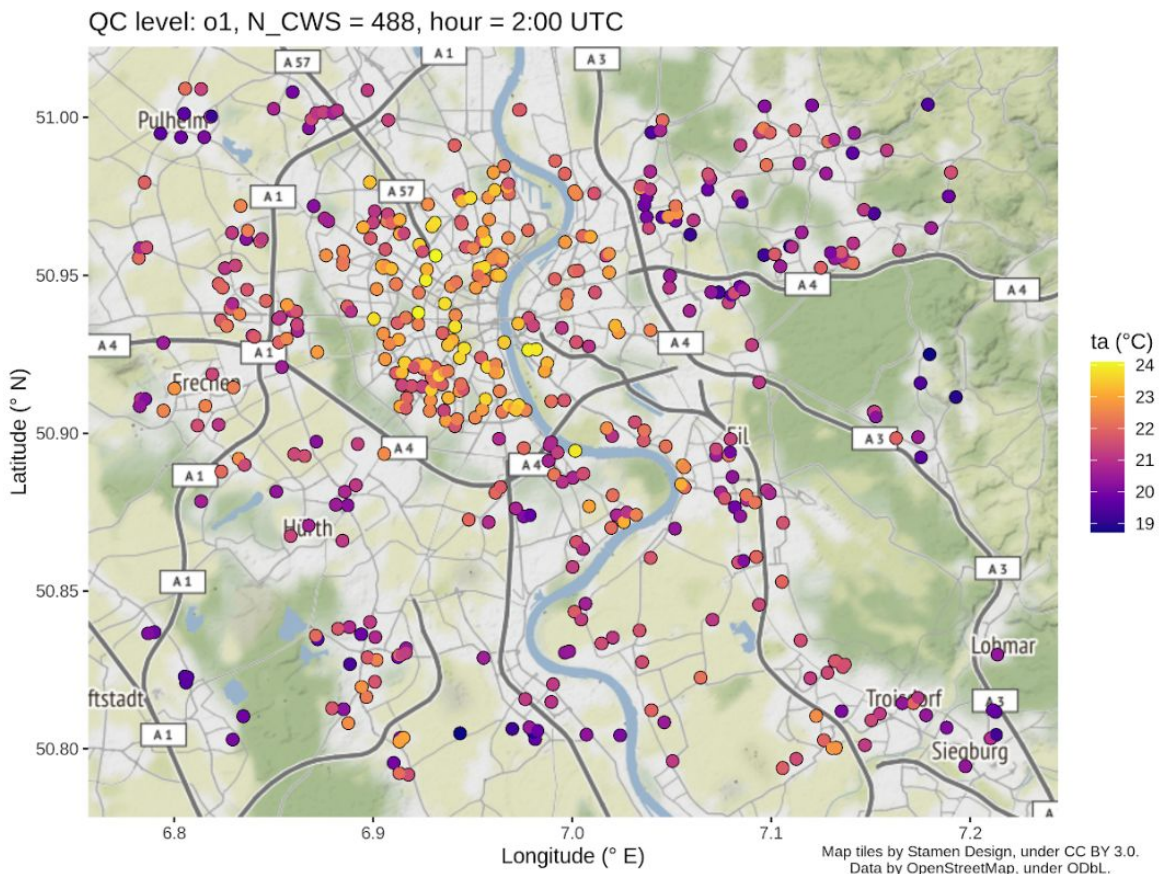 QC level: o1, N_CWS = 488, hour = 2:00 UTC
A 57
A 1
A 3
51.00
Pulheim
A 1
A 57
50.95
A 4
A 4
A 4
A 1
A 4
ta (°C)
24
23
22
21
20
19
Frechen
Latitude (° N)
50.90
A 4
A 4
A 3
Eil
A 1
Hürth
50.85
A 1
A 3
Lohmar
ftstadt
Troisdorf
A 3
A 1
50.80
Siegburg
A
6.8
6.9
7.0
7.1
7.2
Longitude (° E)
Map tiles by Stamen Design, under CC BY 3.0.
Data by OpenStreetMap, under ODbL.